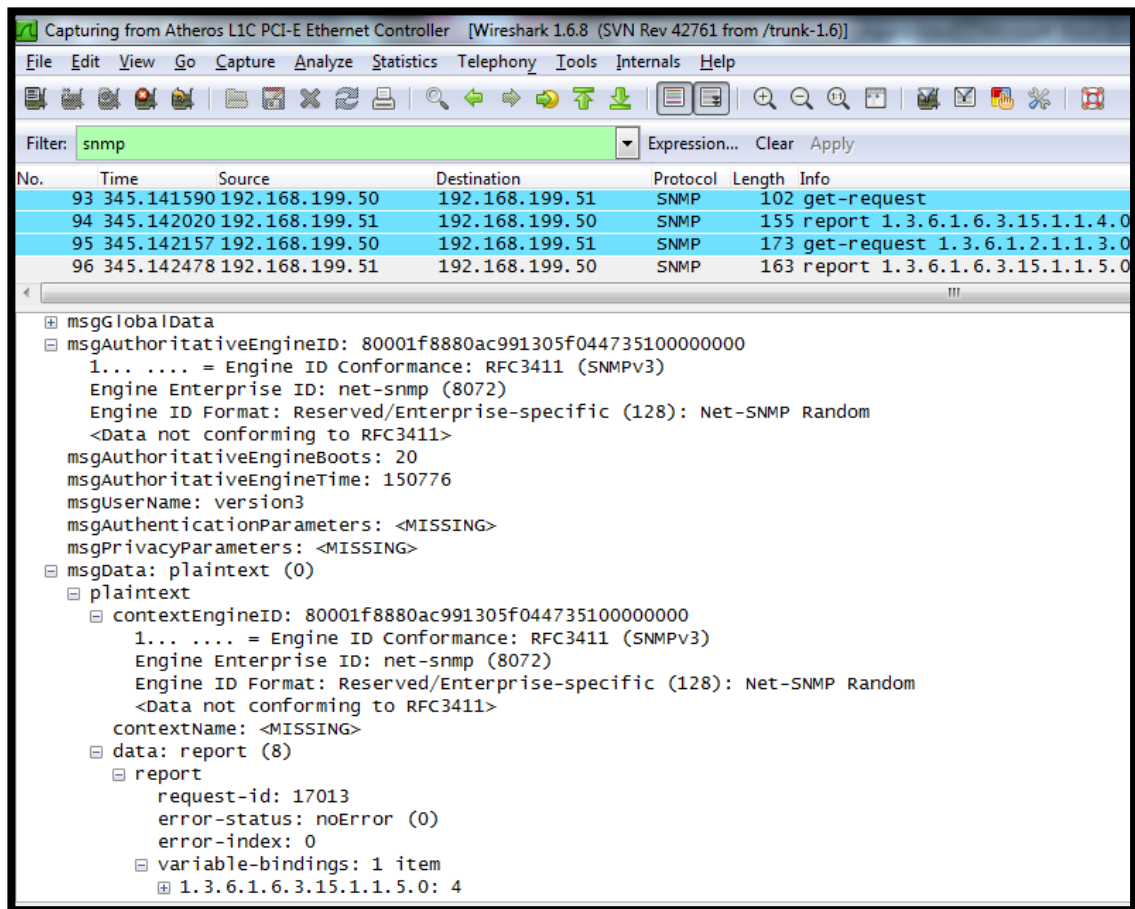 Capturing from Atheros L1C PCI-E Ethernet Controller [Wireshark 1.6.8 (SVN Rev 42761 from /trunk-1.6)]
File Edit View Go Capture Analyze Statistics Telephony Tools Internals Help
Filter: snmp Expression... Clear Apply
No. Time Source Destination Protocol Length Info
93 345.141590 192.168.199.50 192.168.199.51 SNMP 102 get-request
94 345.142020 192.168.199.51 192.168.199.50 SNMP 155 report 1.3.6.1.6.3.15.1.1.4.0
95 345.142157 192.168.199.50 192.168.199.51 SNMP 173 get-request 1.3.6.1.2.1.1.3.0
96 345.142478 192.168.199.51 192.168.199.50 SNMP 163 report 1.3.6.1.6.3.15.1.1.5.0
msgGlobalData
msgAuthoritativeEngineID: 80001f8880ac991305f044735100000000
1... .... = Engine ID Conformance: RFC3411 (SNMPv3)
Engine Enterprise ID: net-snmp (8072)
Engine ID Format: Reserved/Enterprise-specific (128): Net-SNMP Random
<Data not conforming to RFC3411>
msgAuthoritativeEngineBoots: 20
msgAuthoritativeEngineTime: 150776
msgUserName: version3
msgAuthenticationParameters: <MISSING>
msgPrivacyParameters: <MISSING>
msgData: plaintext (0)
plaintext
contextEngineID: 80001f8880ac991305f044735100000000
1... .... = Engine ID Conformance: RFC3411 (SNMPv3)
Engine Enterprise ID: net-snmp (8072)
Engine ID Format: Reserved/Enterprise-specific (128): Net-SNMP Random
<Data not conforming to RFC3411>
contextName: <MISSING>
data: report (8)
report
request-id: 17013
error-status: noError (0)
error-index: 0
variable-bindings: 1 item
1.3.6.1.6.3.15.1.1.5.0: 4